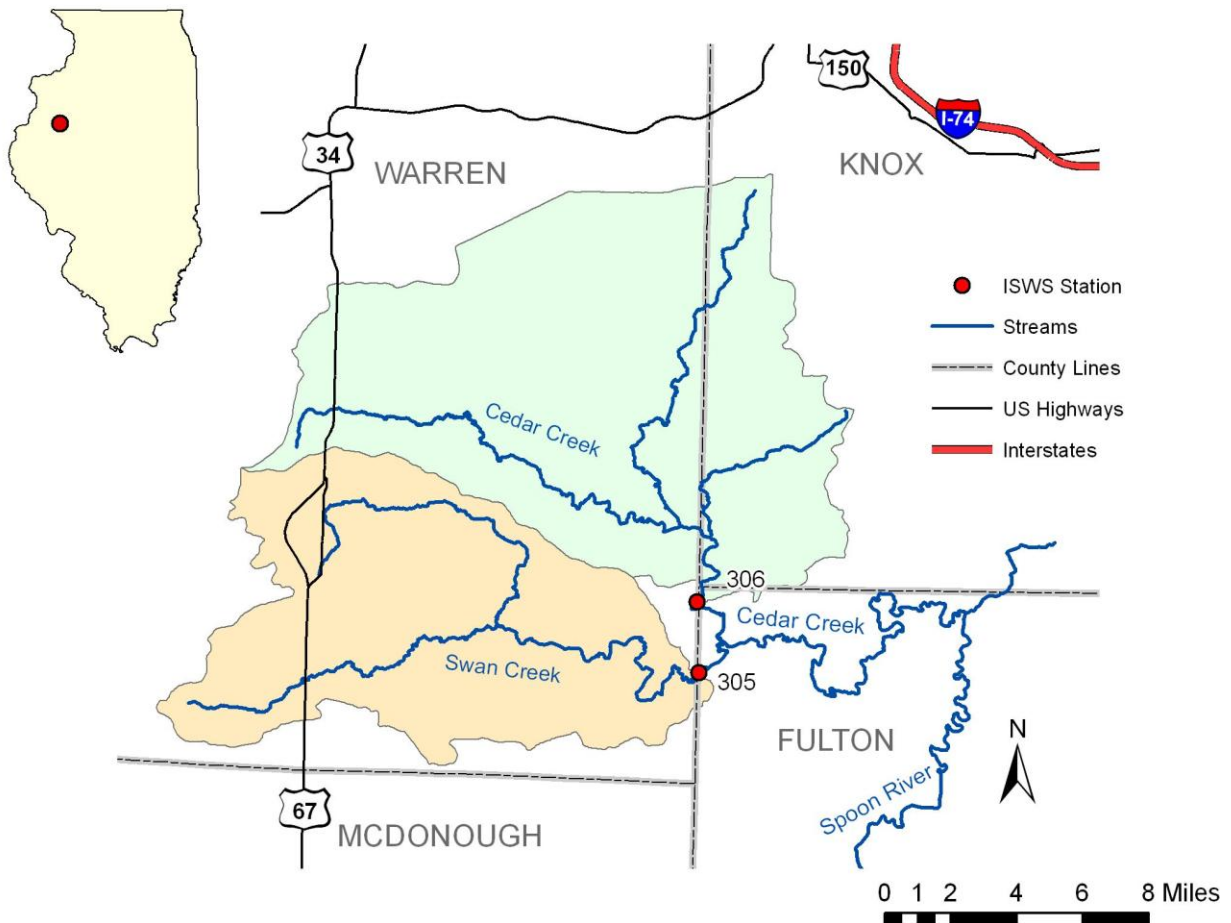 150
I-74
34
WARREN
KNOX
ISWS Station
Streams
County Lines
US Highways
Interstates
Cedar Creek
306
Cedar Creek
Swan Creek
305
FULTON
N
Spoon River
67
MCDONOUGH
0 1 2 4 6 8 Miles